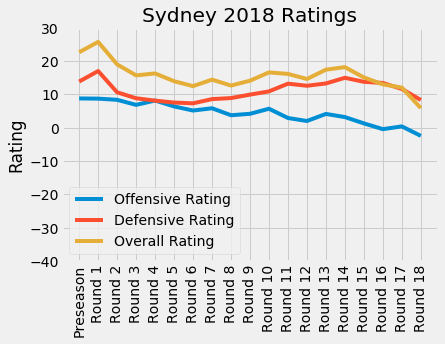 Sydney 2018 Ratings
30
20
10
0
−10
−20
−30
−40
Rating
Offensive Rating
Defensive Rating
Overall Rating
Preseason
Round 1
Round 2
Round 3
Round 4
Round 5
Round 6
Round 7
Round 8
Round 9
Round 10
Round 11
Round 12
Round 13
Round 14
Round 15
Round 16
Round 17
Round 18